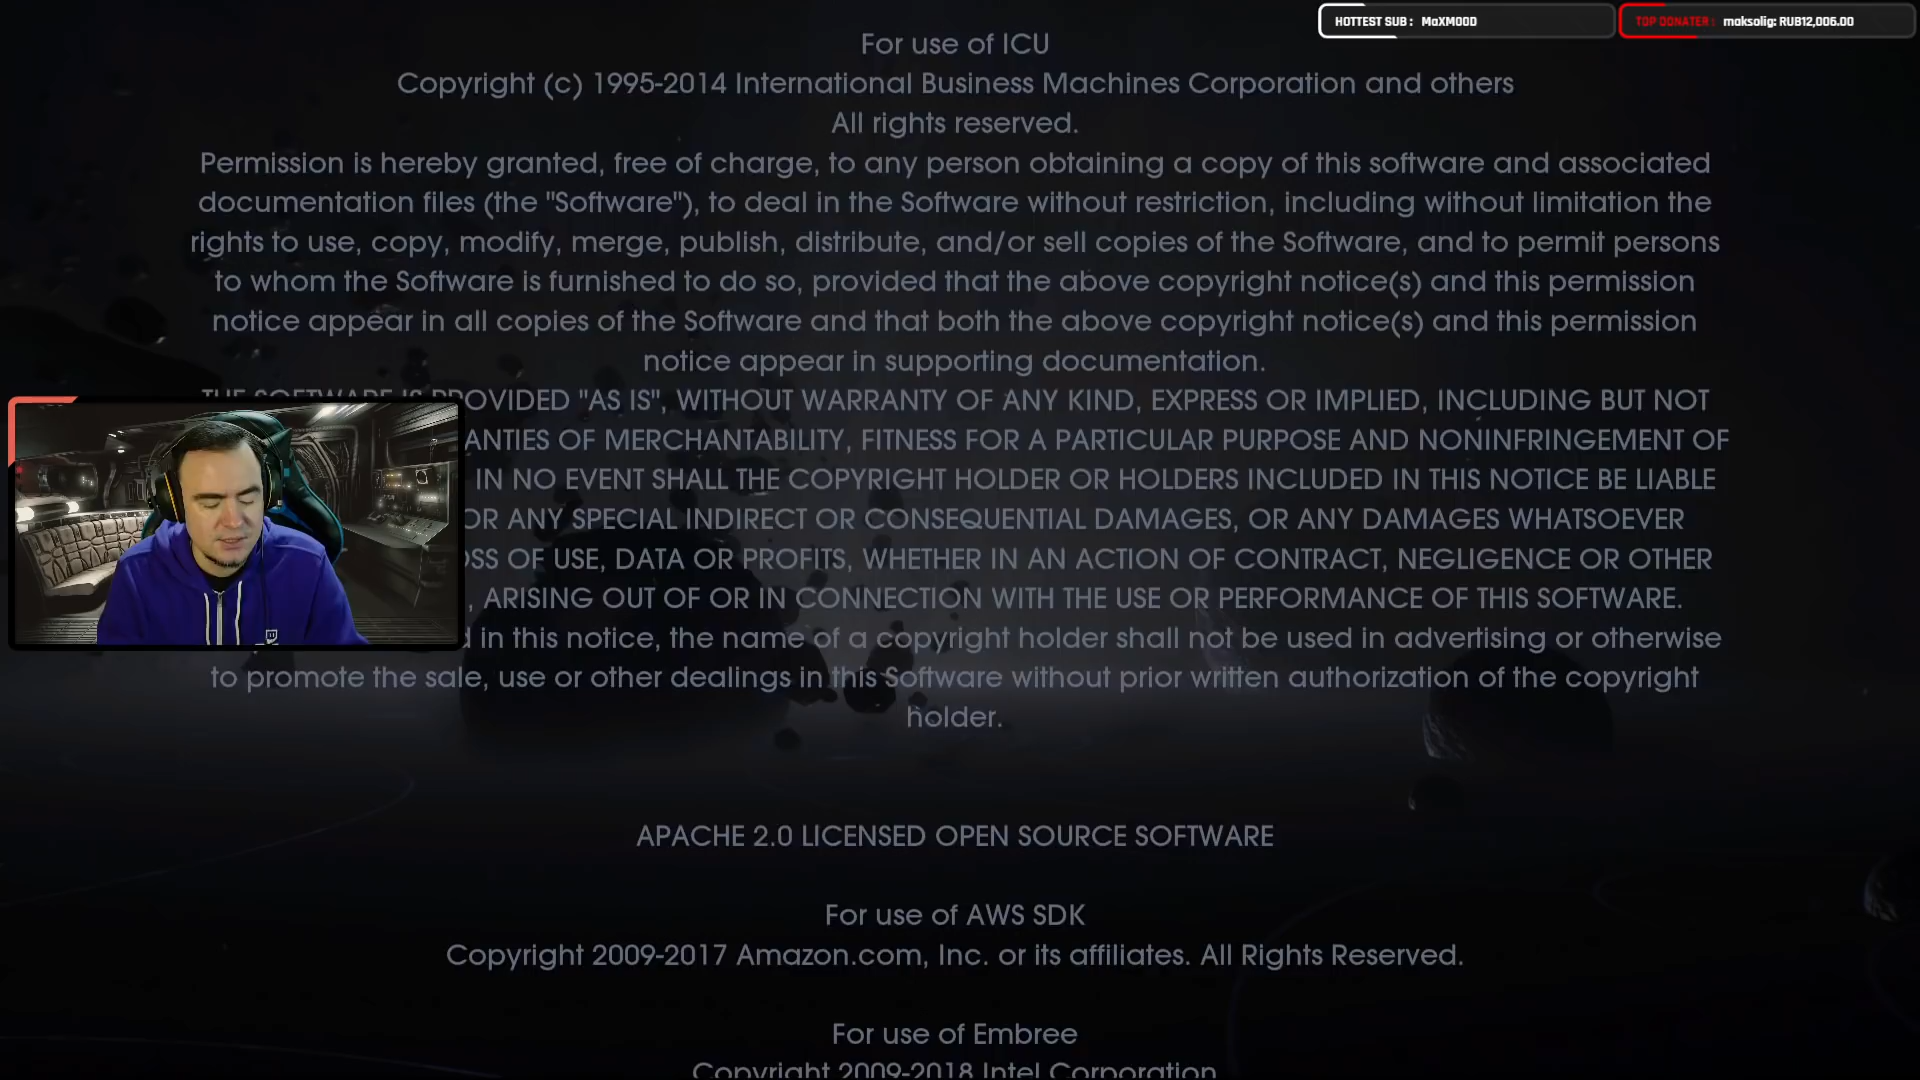 HOTTEST SUB : MaXMOOD
TOP DONATER : maksolig: RUB12,006.00
For use of ICU
Copyright (c) 1995-2014 International Business Machines Corporation and others
All rights reserved.
Permission is hereby granted, free of charge, to any person obtaining a copy of this software and associated
documentation files (the "Software"), to deal in the Software without restriction, including without limitation the
rights to use, copy, modify, merge, publish, distribute, and/or sell copies of the Software, and to permit persons
to whom the Software is furnished to do so, provided that the above copyright notice(s) and this permission
notice appear in all copies of the Software and that both the above copyright notice(s) and this permission
notice appear in supporting documentation.
THE SOFTWARE IS PROVIDED "AS IS", WITHOUT WARRANTY OF ANY KIND, EXPRESS OR IMPLIED, INCLUDING BUT NOT
ANTIES OF MERCHANTABILITY, FITNESS FOR A PARTICULAR PURPOSE AND NONINFRINGEMENT OF
IN NO EVENT SHALL THE COPYRIGHT HOLDER OR HOLDERS INCLUDED IN THIS NOTICE BE LIABLE
OR ANY SPECIAL INDIRECT OR CONSEQUENTIAL DAMAGES, OR ANY DAMAGES WHATSOEVER
OSS OF USE, DATA OR PROFITS, WHETHER IN AN ACTION OF CONTRACT, NEGLIGENCE OR OTHER
, ARISING OUT OF OR IN CONNECTION WITH THE USE OR PERFORMANCE OF THIS SOFTWARE.
in this notice, the name of a copyright holder shall not be used in advertising or otherwise
to promote the sale, use or other dealings in this Software without prior written authorization of the copyright
holder.
APACHE 2.0 LICENSED OPEN SOURCE SOFTWARE
For use of AWS SDK
Copyright 2009-2017 Amazon.com, Inc. or its affiliates. All Rights Reserved.
For use of Embree
Copyright 2009-2018 Intel Corporation